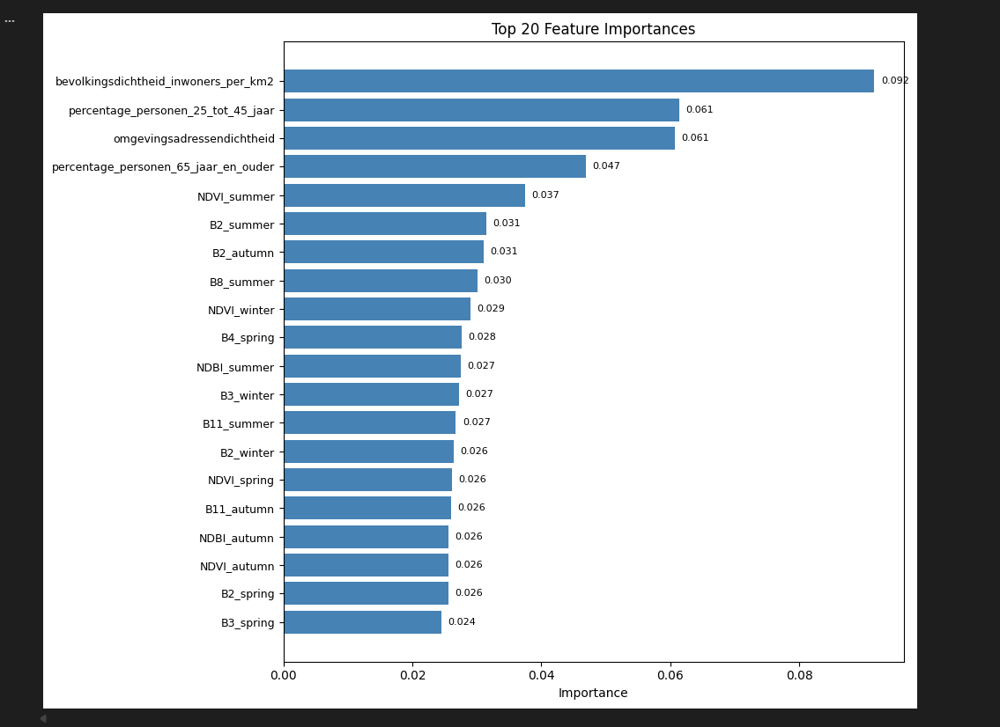 ...
Top 20 Feature Importances
bevolkingsdichtheid_inwoners_per_km2 0.092
percentage_personen_25_tot_45_jaar 0.061
omgevingsadressendichtheid 0.061
percentage_personen_65_jaar_en_ouder 0.047
NDVI_summer 0.037
B2_summer 0.031
B2_autumn 0.031
B8_summer 0.030
NDVI_winter 0.029
B4_spring 0.028
NDBI_summer 0.027
B3_winter 0.027
B11_summer 0.027
B2_winter 0.026
NDVI_spring 0.026
B11_autumn 0.026
NDBI_autumn 0.026
NDVI_autumn 0.026
B2_spring 0.026
B3_spring 0.024
0.00 0.02 0.04 0.06 0.08
Importance